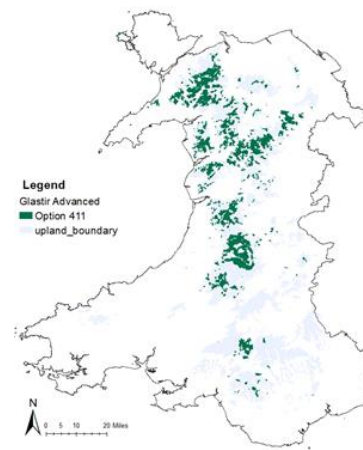 Legend
Glastir Advanced
Option 411
upland_boundary
N
0 5 10 20 Miles